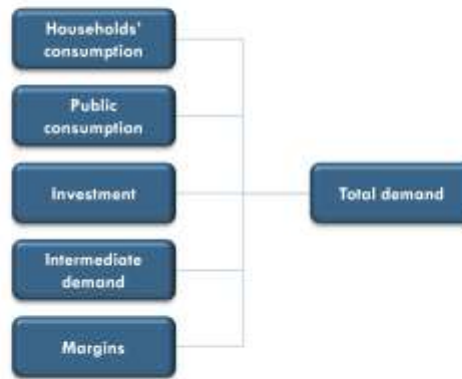 Households'
consumption
Public
consumption
Investment
Total demand
Intermediate
demand
Margins